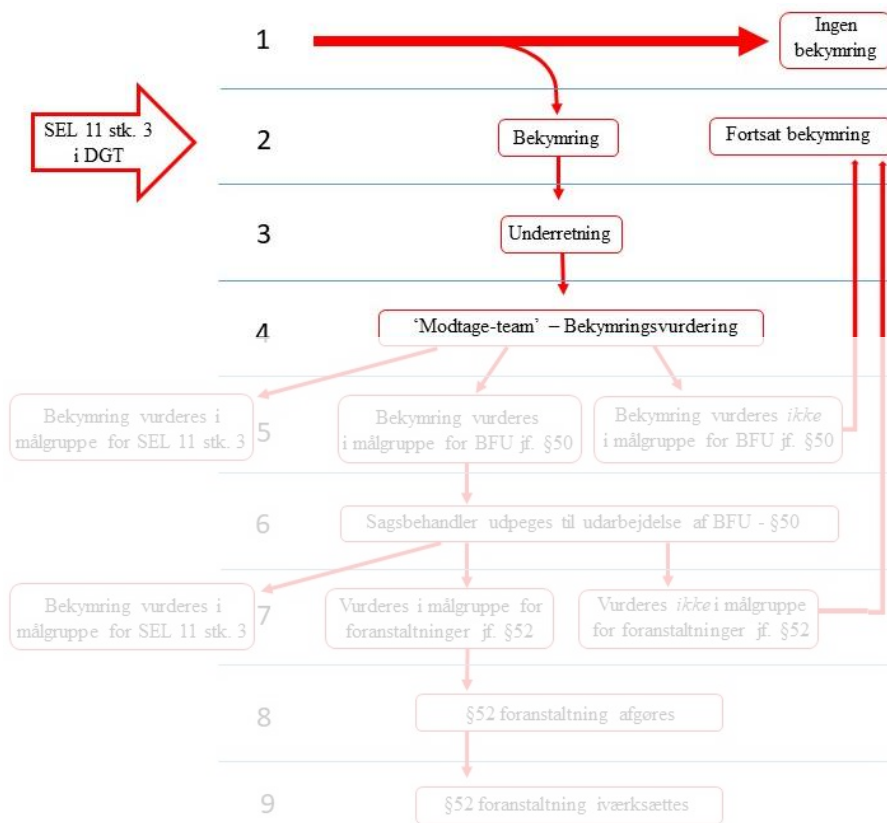 1
Ingen
bekymring
SEL 11 stk. 3
i DGT
2
Bekymring
Fortsat bekymring
3
Underretning
4
‘Modtage-team’ – Bekymringsvurdering
Bekymring vurderes i
målgruppe for SEL 11 stk. 3
5
Bekymring vurderes
i målgruppe for BFU jf. §50
Bekymring vurderes ikke
i målgruppe for BFU jf. §50
6
Sagsbehandler udpeges til udarbejdelse af BFU - §50
Bekymring vurderes i
målgruppe for SEL 11 stk. 3
7
Vurderes i målgruppe for
foranstaltninger jf. §52
Vurderes ikke i målgruppe
for foranstaltninger jf. §52
8
§52 foranstaltning afgøres
9
§52 foranstaltning iværksættes